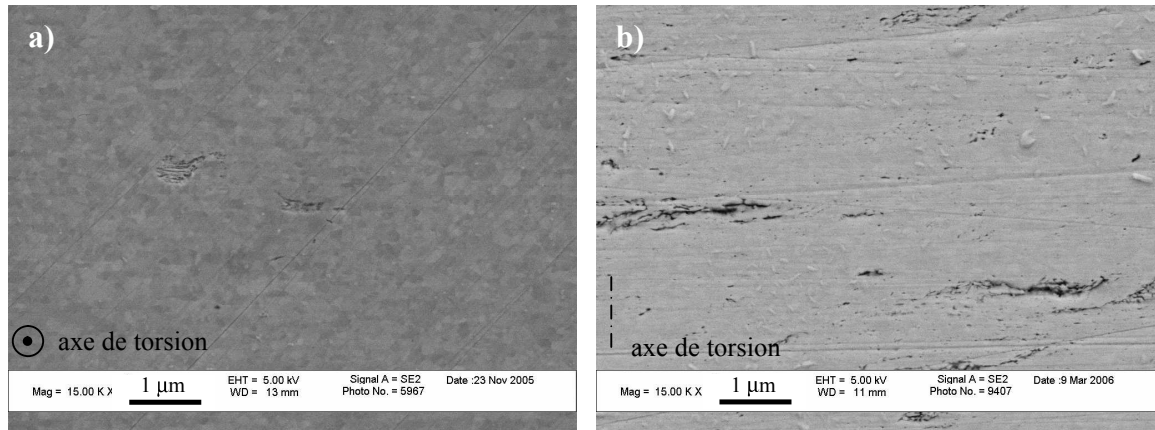 a)
axe de torsion
Mag = 15.00 K X
1 µm
EHT = 5.00 kV
WD = 13 mm
Signal A = SE2
Photo No. = 5967
Date :23 Nov 2005
b)
axe de torsion
Mag = 15.00 K X
1 µm
EHT = 5.00 kV
WD = 11 mm
Signal A = SE2
Photo No. = 9407
Date :9 Mar 2006